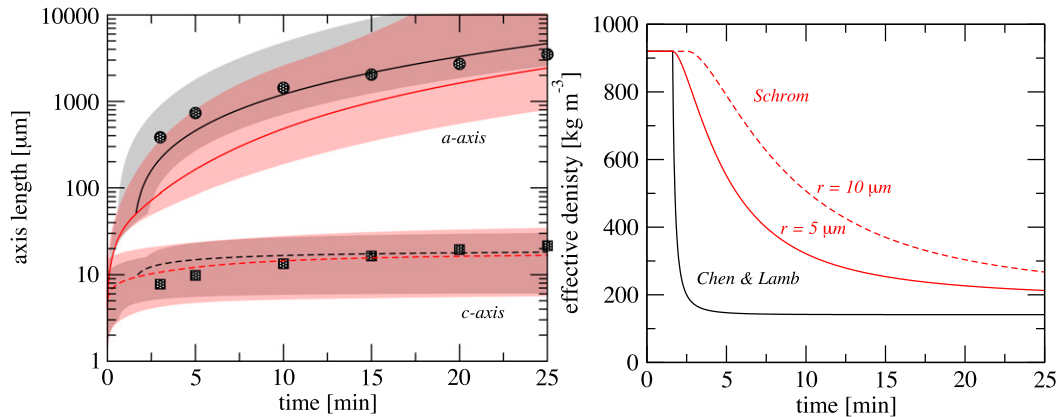 10000
1000
100
10
1
axis length [µm]
a-axis
c-axis
0
5
10
15
20
25
time [min]
1000
800
600
400
200
0
effective denisty [kg m⁻³]
Schrom
r = 10 µm
r = 5 µm
Chen & Lamb
0
5
10
15
20
25
time [min]